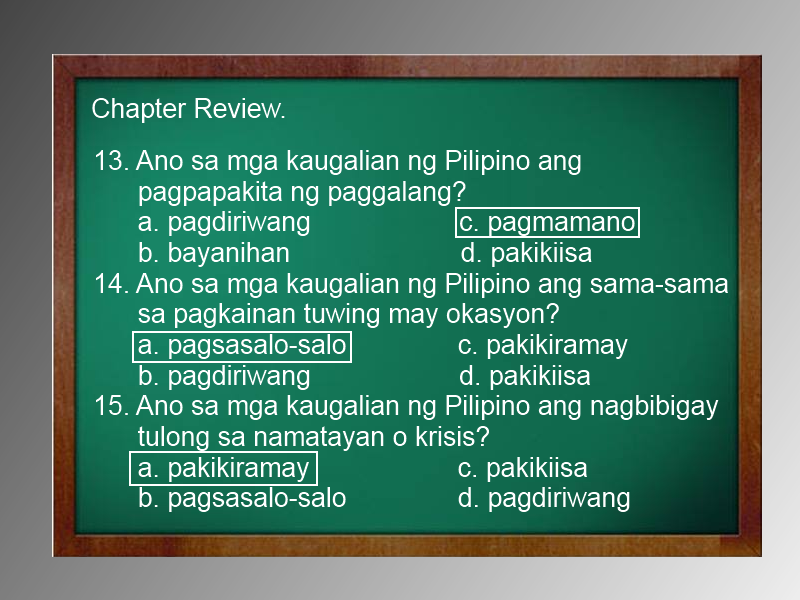 Chapter Review.
13. Ano sa mga kaugalian ng Pilipino ang
pagpapakita ng paggalang?
a. pagdiriwang c. pagmamano
b. bayanihan d. pakikiisa
14. Ano sa mga kaugalian ng Pilipino ang sama-sama
sa pagkainan tuwing may okasyon?
a. pagsasalo-salo c. pakikiramay
b. pagdiriwang d. pakikiisa
15. Ano sa mga kaugalian ng Pilipino ang nagbibigay
tulong sa namatayan o krisis?
a. pakikiramay c. pakikiisa
b. pagsasalo-salo d. pagdiriwang